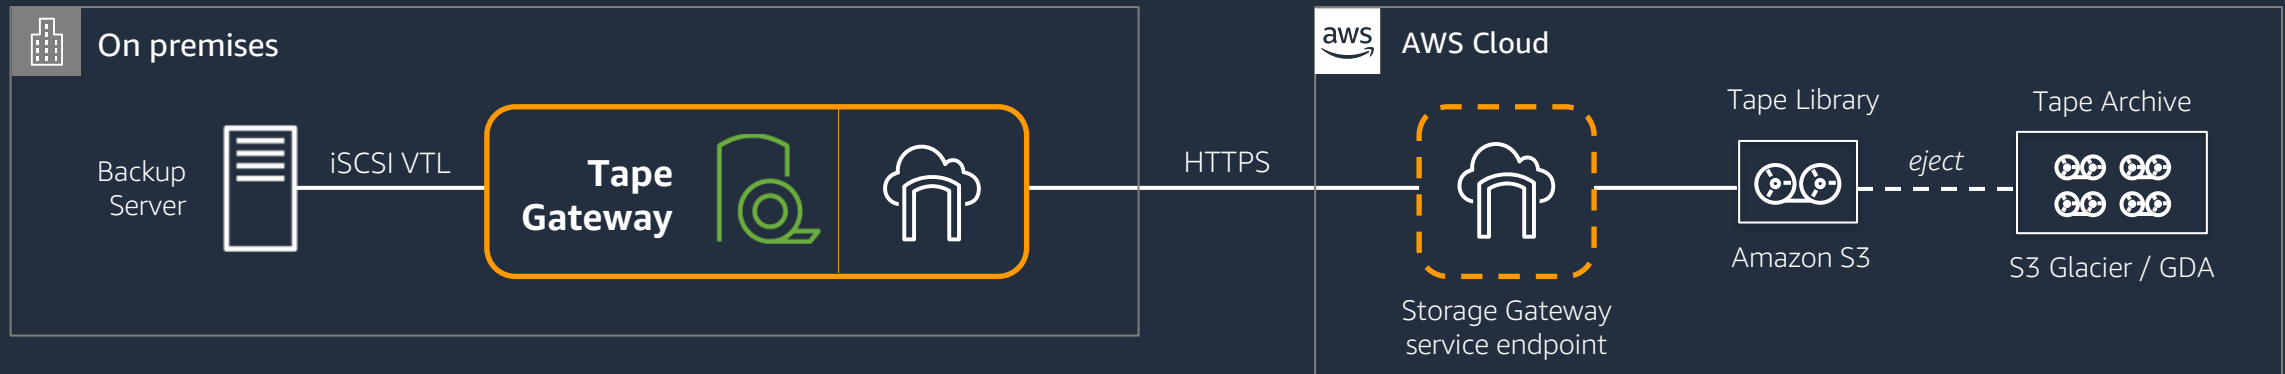 On premises
Backup
Server
iSCSI VTL
Tape
Gateway
HTTPS
aws
AWS Cloud
Storage Gateway
service endpoint
Tape Library
Amazon S3
eject
Tape Archive
S3 Glacier / GDA